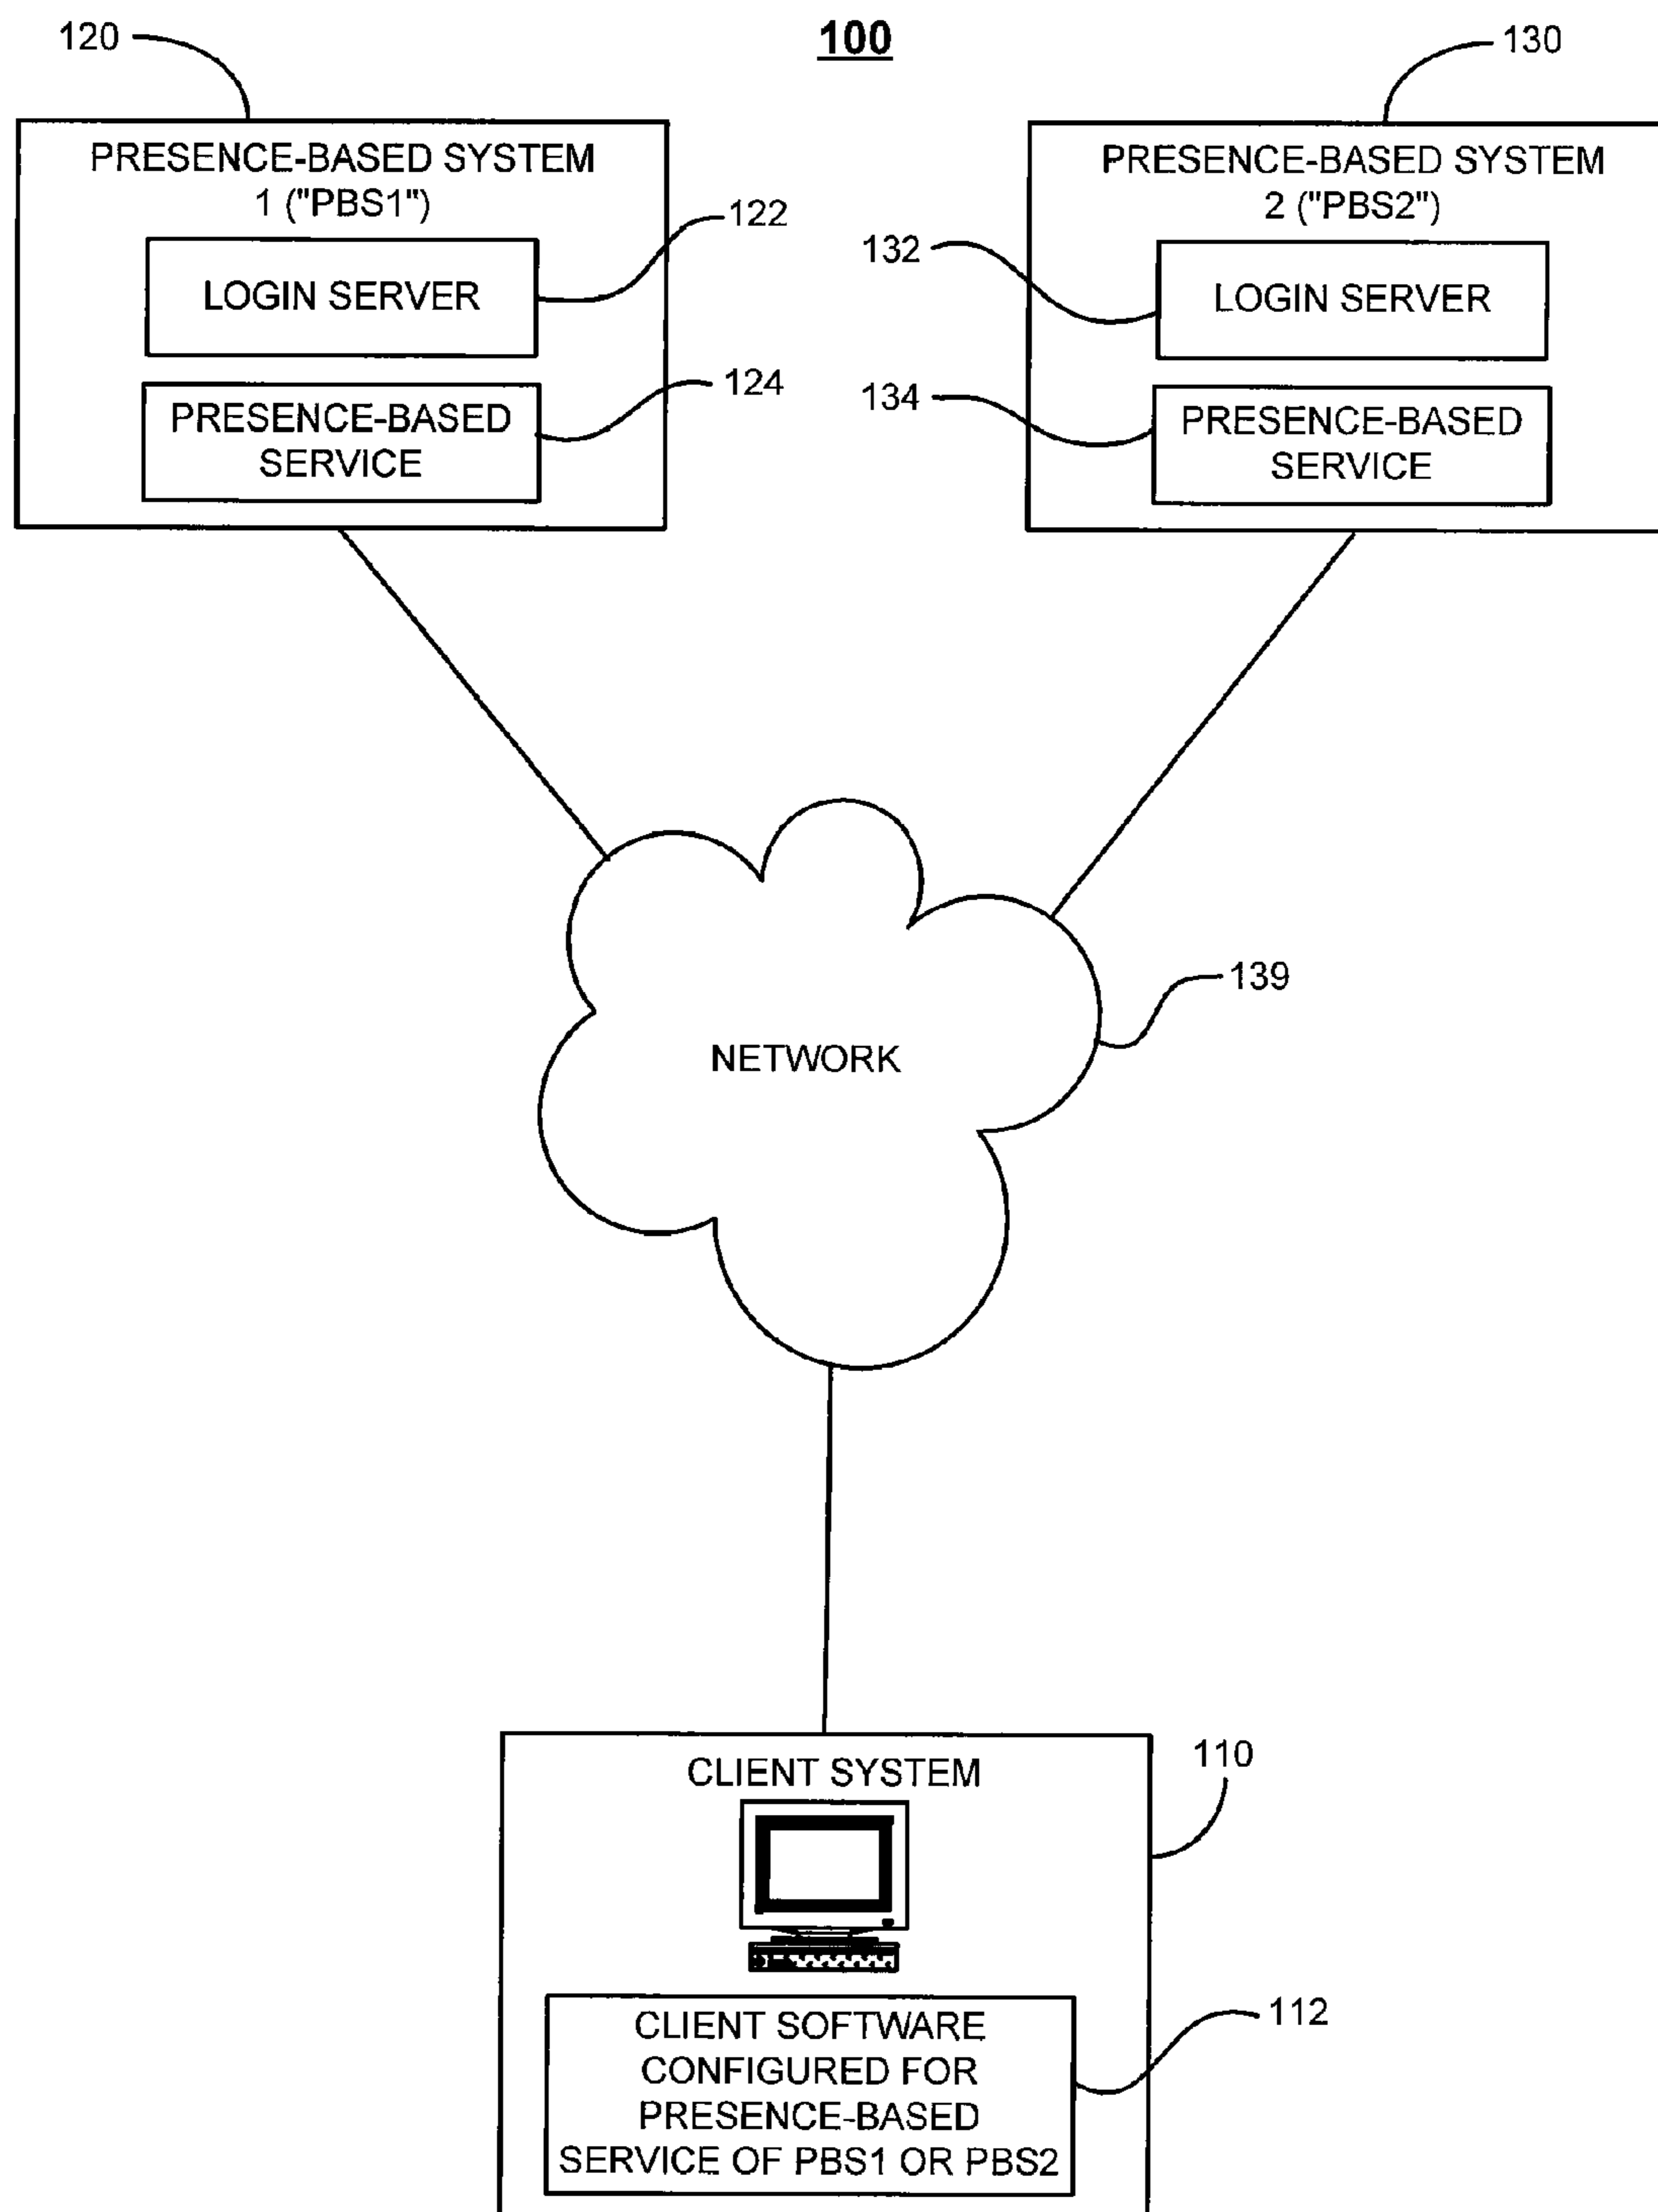 100
120
130
PRESENCE-BASED SYSTEM
1 ("PBS1")
122
LOGIN SERVER
124
PRESENCE-BASED
SERVICE
PRESENCE-BASED SYSTEM
2 ("PBS2")
132
LOGIN SERVER
134
PRESENCE-BASED
SERVICE
139
NETWORK
110
CLIENT SYSTEM
112
CLIENT SOFTWARE
CONFIGURED FOR
PRESENCE-BASED
SERVICE OF PBS1 OR PBS2